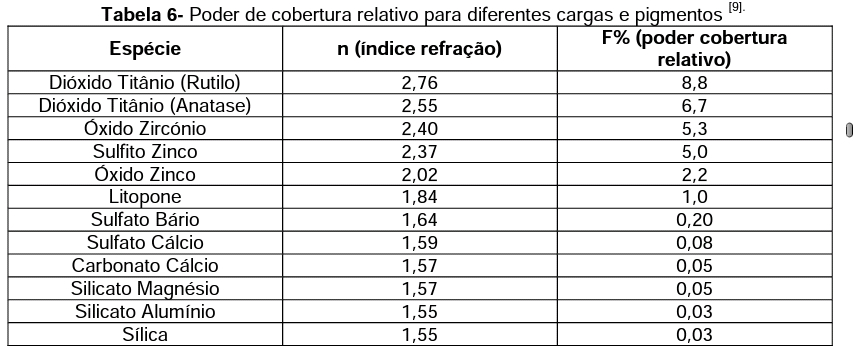 Tabela 6- Poder de cobertura relativo para diferentes cargas e pigmentos [9].
Espécie n (índice refração) F% (poder cobertura relativo)
Dióxido Titânio (Rutilo) 2,76 8,8
Dióxido Titânio (Anatase) 2,55 6,7
Óxido Zircónio 2,40 5,3
Sulfito Zinco 2,37 5,0
Óxido Zinco 2,02 2,2
Litopone 1,84 1,0
Sulfato Bário 1,64 0,20
Sulfato Cálcio 1,59 0,08
Carbonato Cálcio 1,57 0,05
Silicato Magnésio 1,57 0,05
Silicato Alumínio 1,55 0,03
Sílica 1,55 0,03